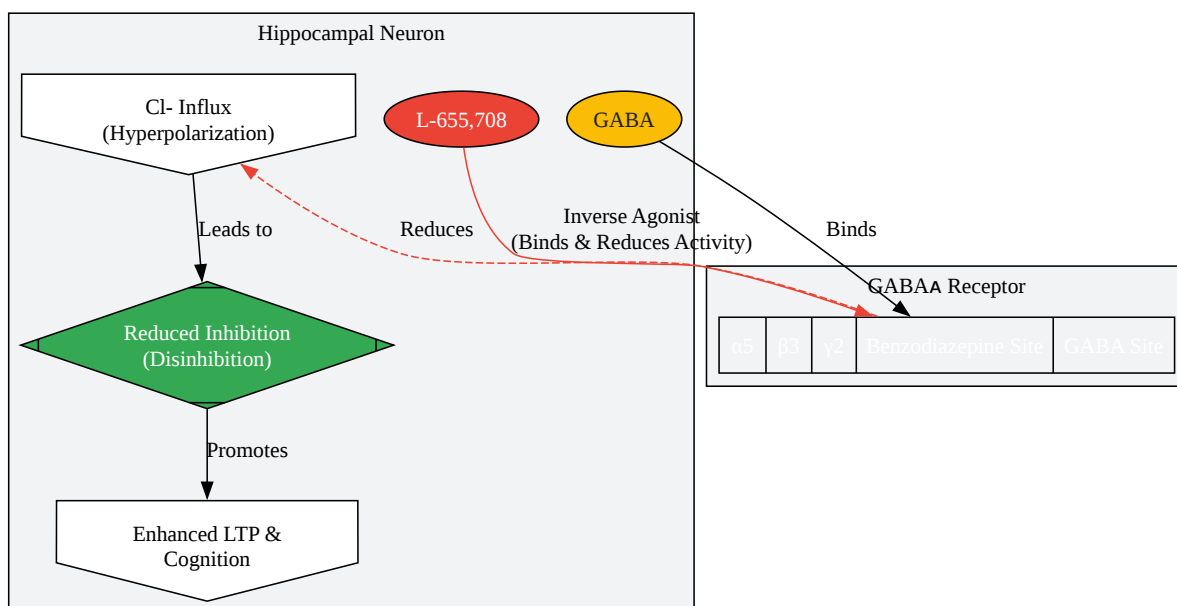 Hippocampal Neuron
Cl- Influx
(Hyperpolarization)
L-655,708
GABA
Leads to
Reduces
Inverse Agonist
(Binds & Reduces Activity)
Binds
GABAᴀ Receptor
α5
β3
γ2
Benzodiazepine Site
GABA Site
Reduced Inhibition
(Disinhibition)
Promotes
Enhanced LTP &
Cognition